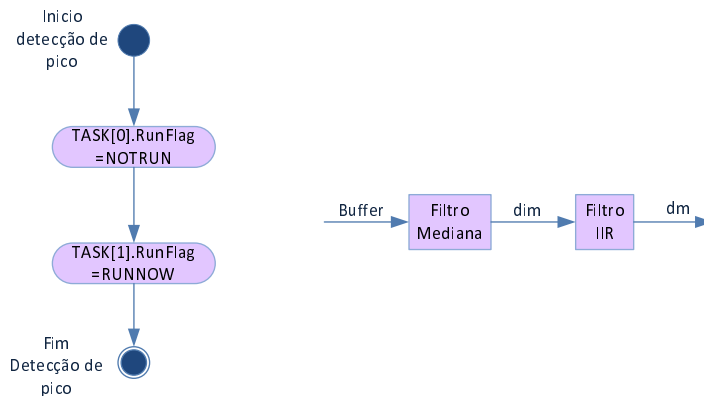 Inicio
detecção de
pico
TASK[0].RunFlag
=NOTRUN
TASK[1].RunFlag
=RUNNOW
Fim
Detecção de
pico
Buffer
Filtro
Mediana
dim
Filtro
IIR
dm